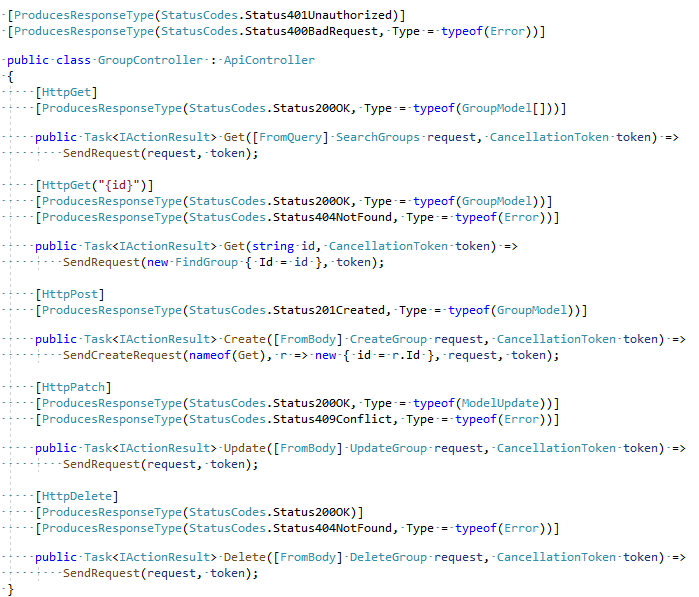 [ProducesResponseType(StatusCodes.Status401Unauthorized)]
[ProducesResponseType(StatusCodes.Status400BadRequest, Type = typeof(Error))]
public class GroupController : ApiController
{
[HttpGet]
[ProducesResponseType(StatusCodes.Status200OK, Type = typeof(GroupModel[]))]
public Task<IActionResult> Get([FromQuery] SearchGroups request, CancellationToken token) =>
SendRequest(request, token);
[HttpGet("{id}")]
[ProducesResponseType(StatusCodes.Status200OK, Type = typeof(GroupModel))]
[ProducesResponseType(StatusCodes.Status404NotFound, Type = typeof(Error))]
public Task<IActionResult> Get(string id, CancellationToken token) =>
SendRequest(new FindGroup { Id = id }, token);
[HttpPost]
[ProducesResponseType(StatusCodes.Status201Created, Type = typeof(GroupModel))]
public Task<IActionResult> Create([FromBody] CreateGroup request, CancellationToken token) =>
SendCreateRequest(nameof(Get), r => new { id = r.Id }, request, token);
[HttpPatch]
[ProducesResponseType(StatusCodes.Status200OK, Type = typeof(ModelUpdate))]
[ProducesResponseType(StatusCodes.Status409Conflict, Type = typeof(Error))]
public Task<IActionResult> Update([FromBody] UpdateGroup request, CancellationToken token) =>
SendRequest(request, token);
[HttpDelete]
[ProducesResponseType(StatusCodes.Status200OK)]
[ProducesResponseType(StatusCodes.Status404NotFound, Type = typeof(Error))]
public Task<IActionResult> Delete([FromBody] DeleteGroup request, CancellationToken token) =>
SendRequest(request, token);
}